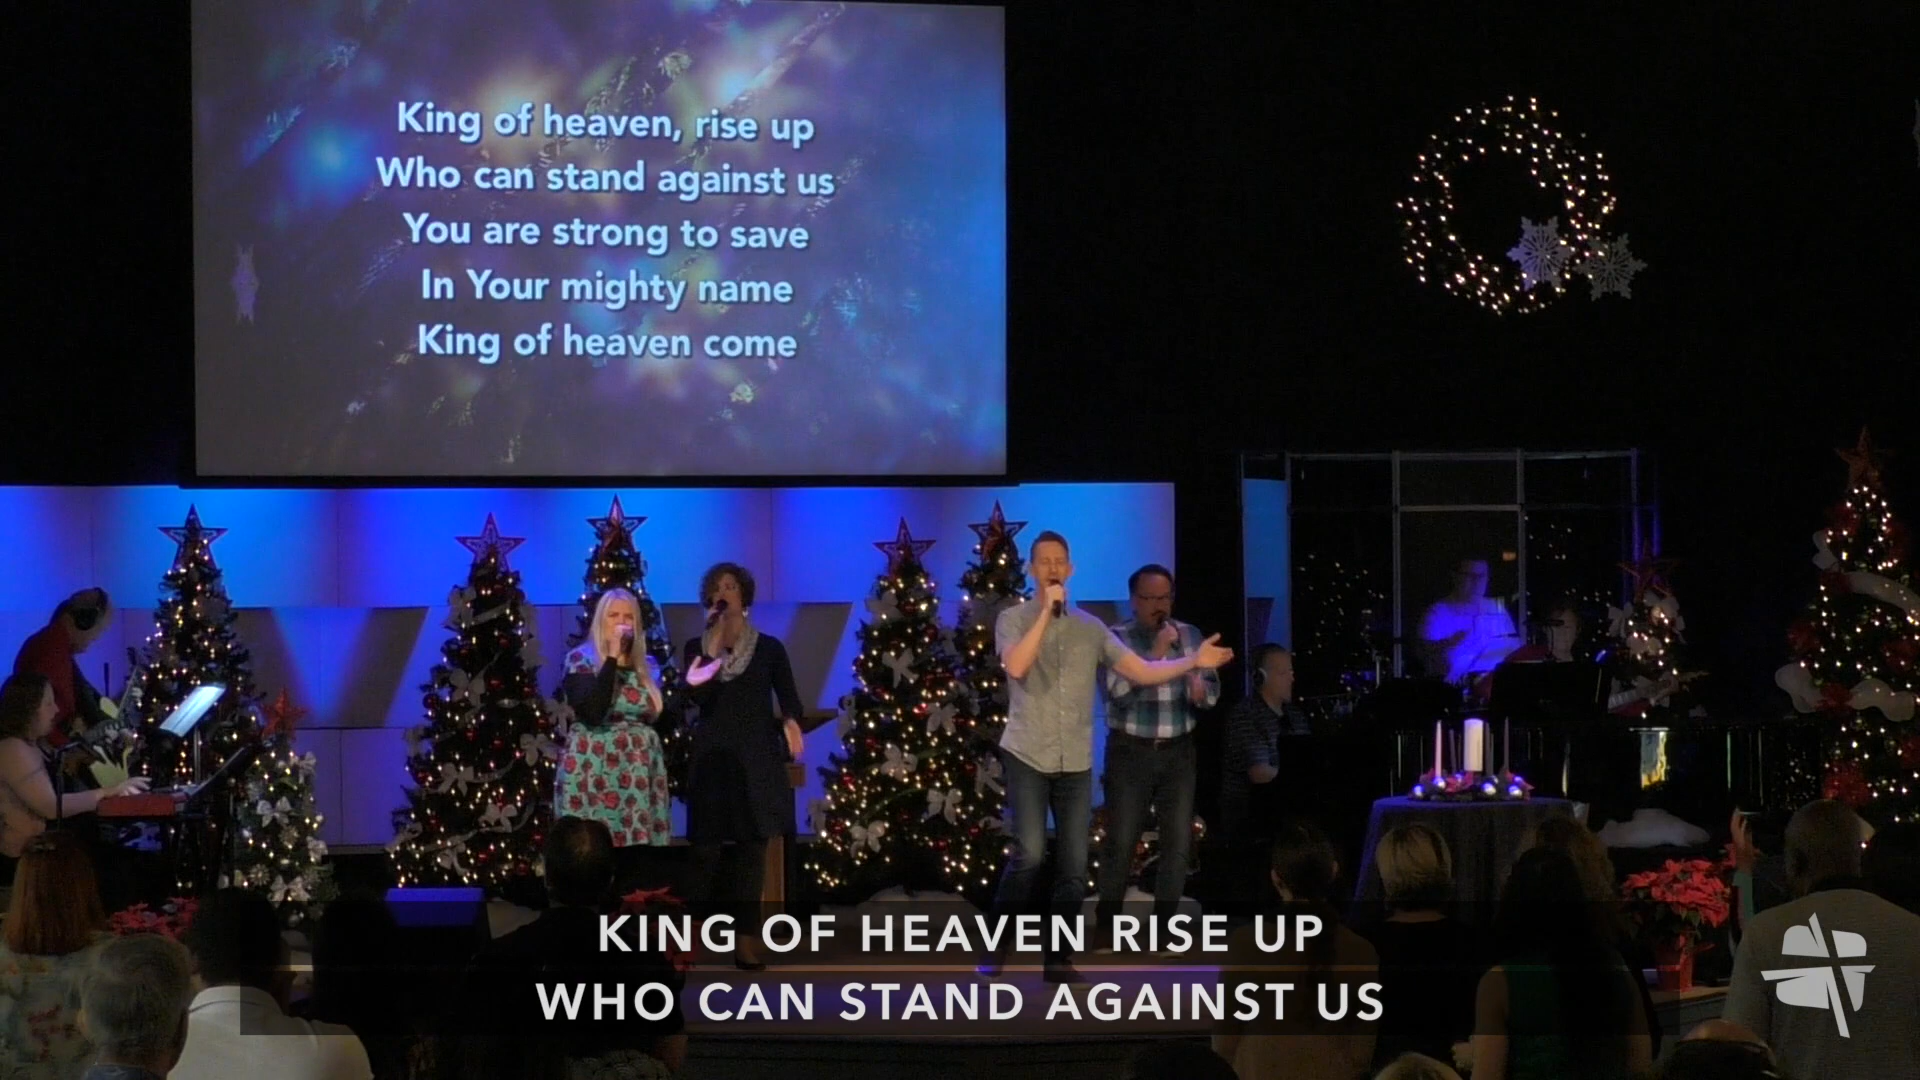 King of heaven, rise up
Who can stand against us
You are strong to save
In Your mighty name
King of heaven come
KING OF HEAVEN RISE UP
WHO CAN STAND AGAINST US